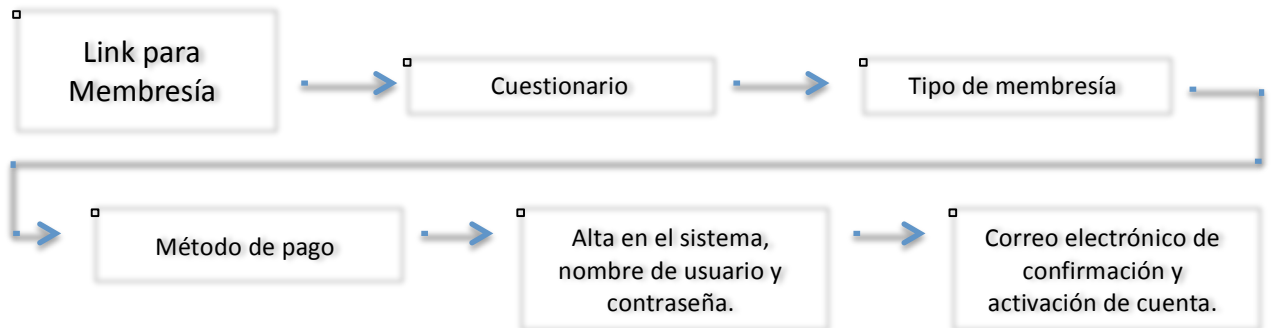 Link para
Membresía
Cuestionario
Tipo de membresía
Método de pago
Alta en el sistema,
nombre de usuario y
contraseña.
Correo electrónico de
confirmación y
activación de cuenta.